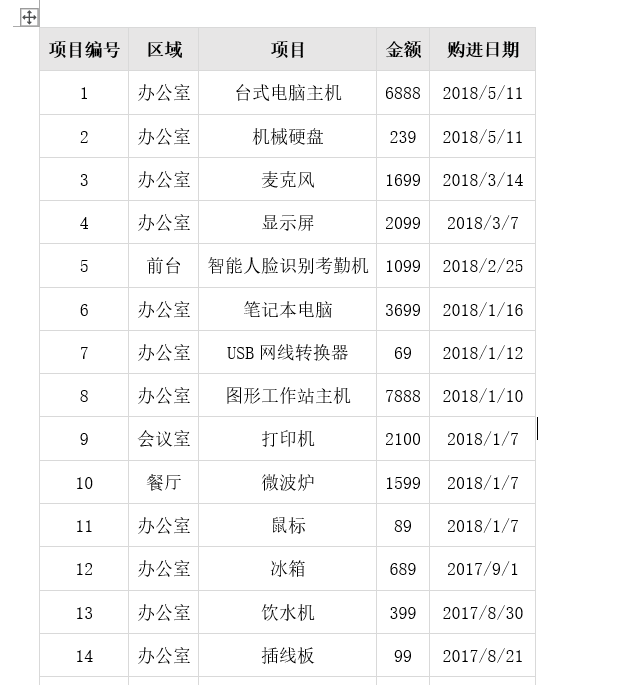 项目编号 区域 项目 金额 购进日期
1 办公室 台式电脑主机 6888 2018/5/11
2 办公室 机械硬盘 239 2018/5/11
3 办公室 麦克风 1699 2018/3/14
4 办公室 显示屏 2099 2018/3/7
5 前台 智能人脸识别考勤机 1099 2018/2/25
6 办公室 笔记本电脑 3699 2018/1/16
7 办公室 USB 网线转换器 69 2018/1/12
8 办公室 图形工作站主机 7888 2018/1/10
9 会议室 打印机 2100 2018/1/7
10 餐厅 微波炉 1599 2018/1/7
11 办公室 鼠标 89 2018/1/7
12 办公室 冰箱 689 2017/9/1
13 办公室 饮水机 399 2017/8/30
14 办公室 插线板 99 2017/8/21